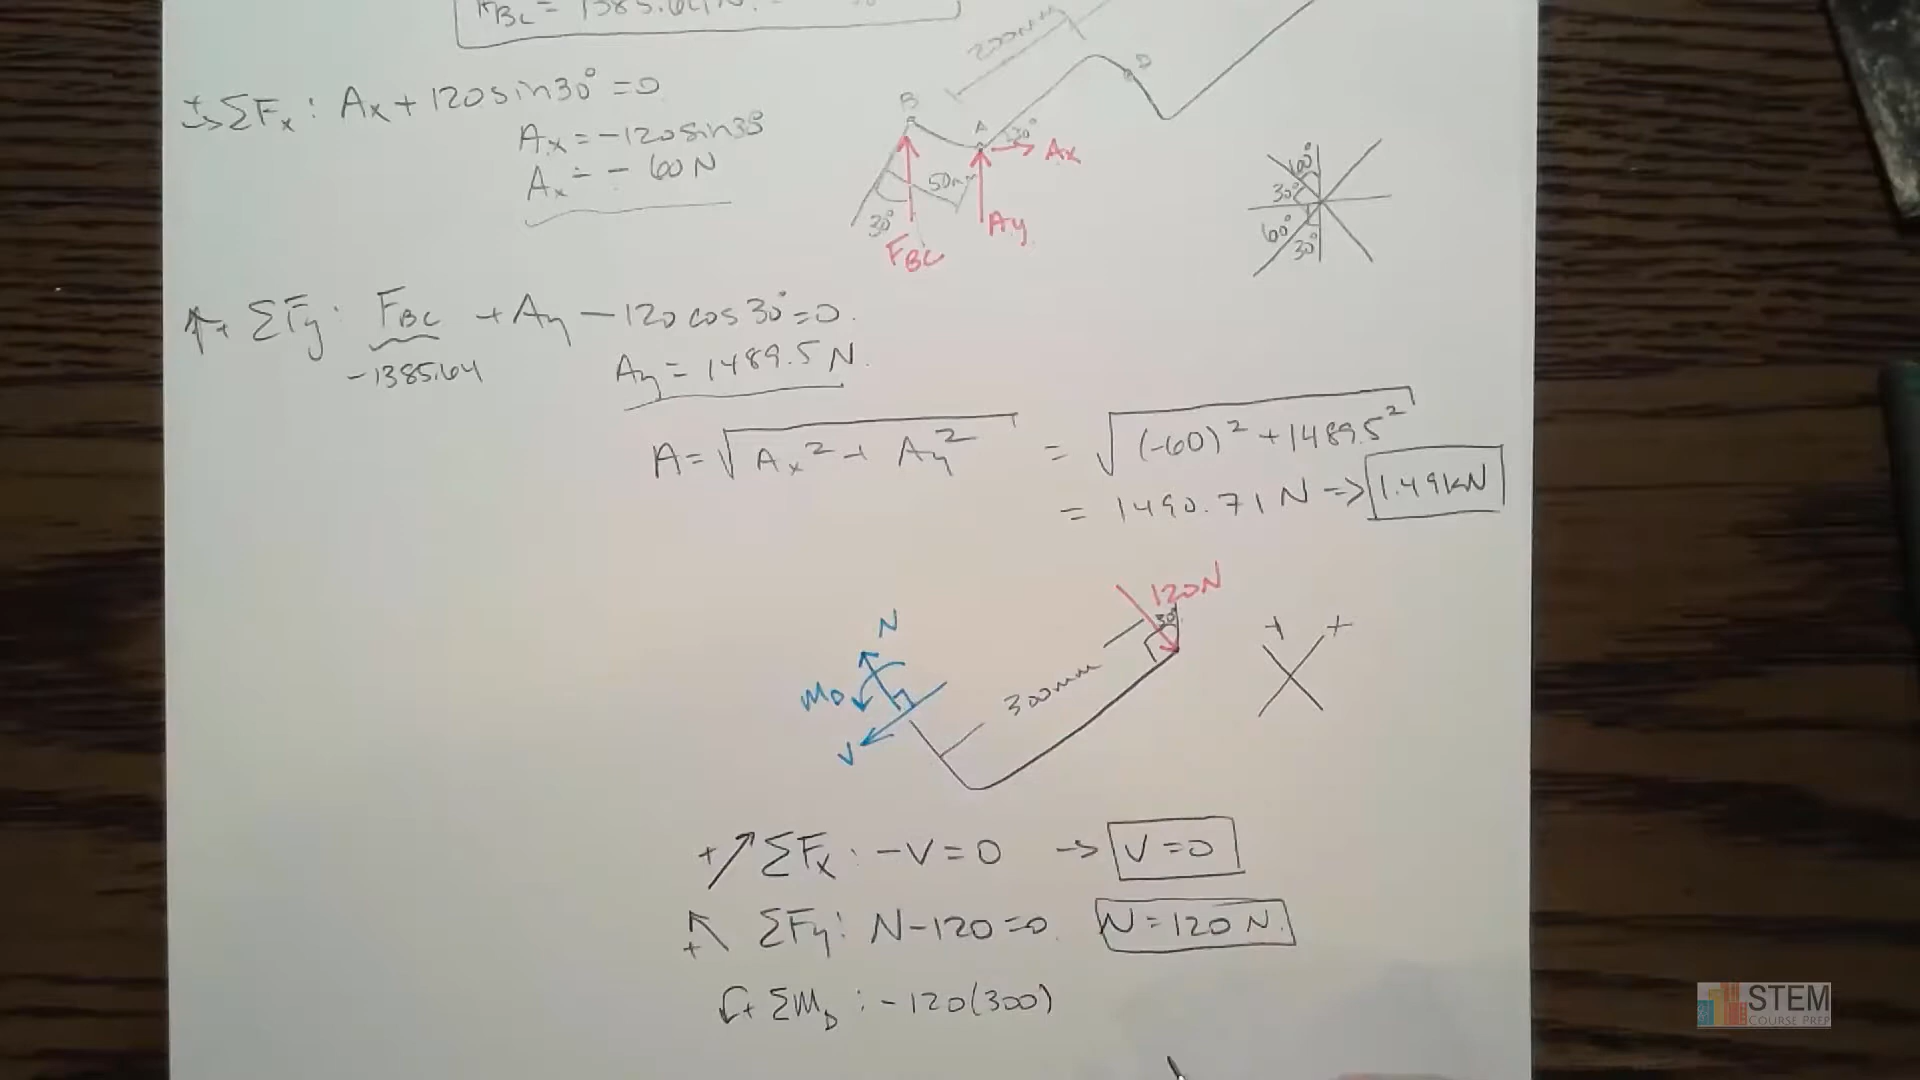 F_BC = 1385.64 N.
200mm
→+ ΣFx: Ax + 120 sin 30° = 0
Ax = -120 sin 30
Ax = - 60 N
B
A
D
30°
Ax
50mm
30°
Ay
F_BC
60°
30°
60°
30°
↑+ ΣFy: F_BC + Ay - 120 cos 30° = 0.
-1385.64
Ay = 1489.5 N.
A = √Ax² + Ay² = √(-60)² + 1489.5²
= 1490.71 N => 1.49 kN
120N
30°
N
M_D
V
300mm
+ +
+↗ ΣFx: -V = 0 -> V = 0
+↖ ΣFy: N - 120 = 0. N = 120 N.
↶+ ΣM_D: -120(300)
STEM
COURSE PREP